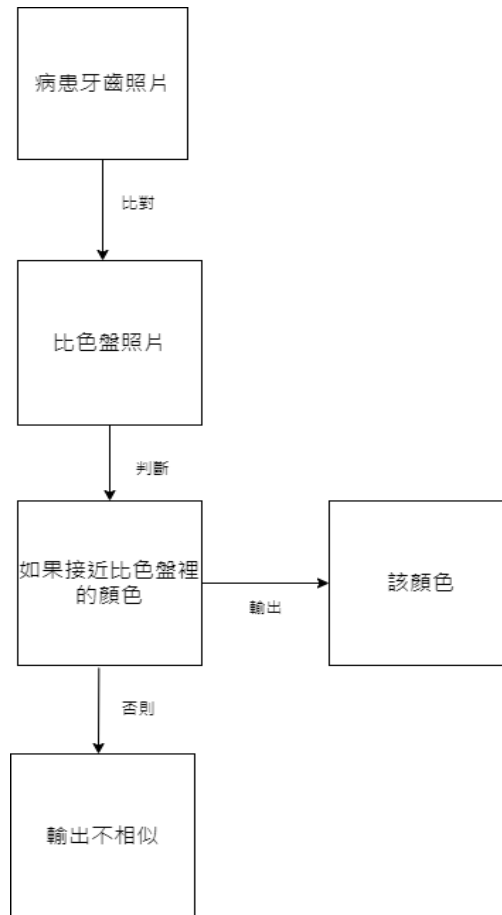 病患牙齒照片
比對
比色盤照片
判斷
如果接近比色盤裡
的顏色
輸出
該顏色
否則
輸出不相似